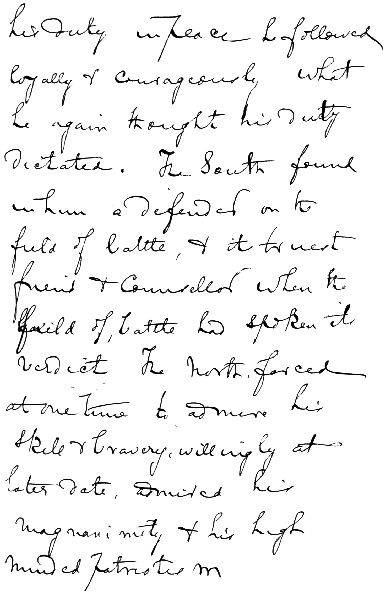 his duty in peace he followed
loyally & courageously what
he again thought his duty
dictated. The South found
in him a defender on the
field of battle, & its truest
friend & Counsellor when the
field of, battle had spoken its
verdict The North, forced
at one time to admire his
skill & bravery, willingly at
later date, admired his
magnanimity & his high
minded patriotism